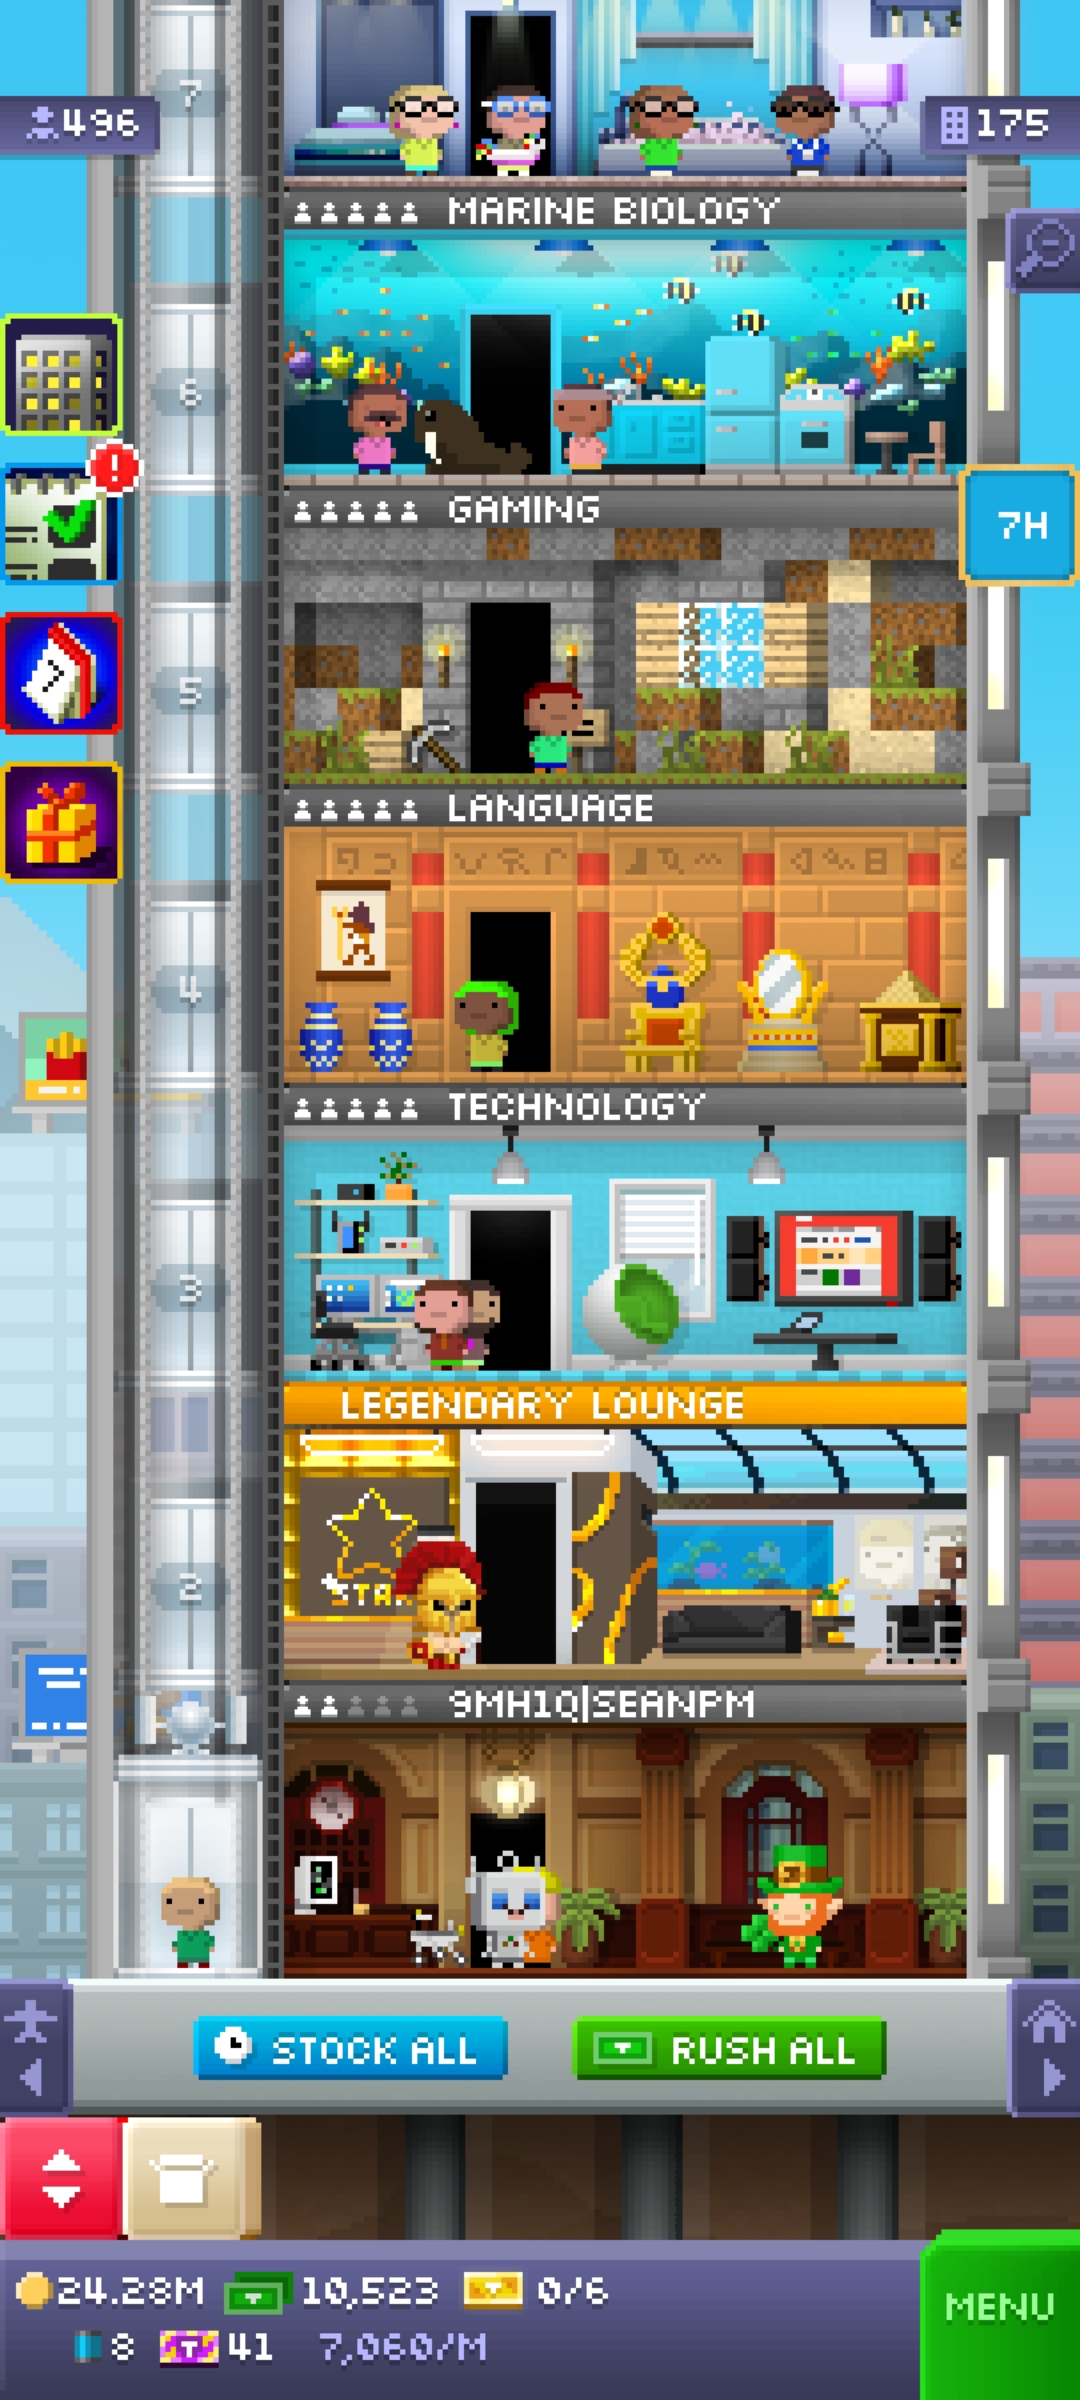 7
496
175
MARINE BIOLOGY
6
GAMING
7H
5
LANGUAGE
4
TECHNOLOGY
3
LEGENDARY LOUNGE
STA
2
9MH1Q|SEANPM
STOCK ALL
RUSH ALL
24.28M
10,523
0/6
8
41
7,060/M
MENU